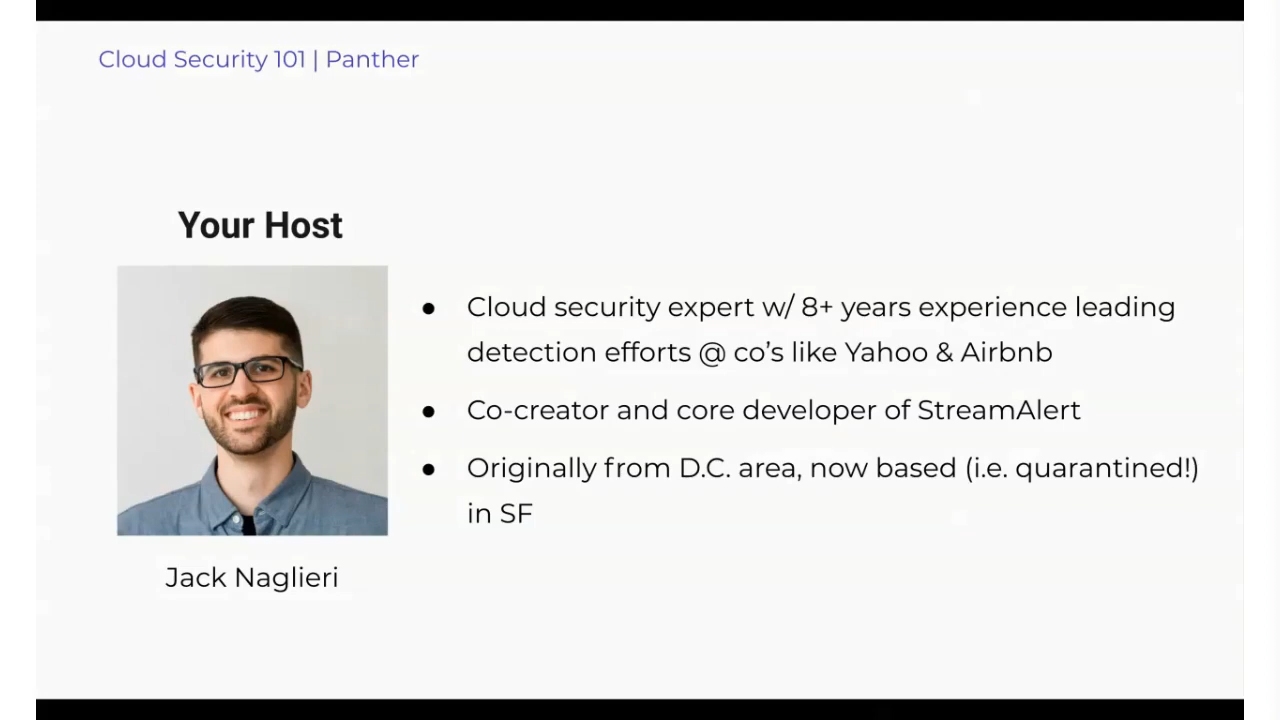 Cloud Security 101 | Panther
Your Host
● Cloud security expert w/ 8+ years experience leading
detection efforts @ co’s like Yahoo & Airbnb
● Co-creator and core developer of StreamAlert
● Originally from D.C. area, now based (i.e. quarantined!)
in SF
Jack Naglieri